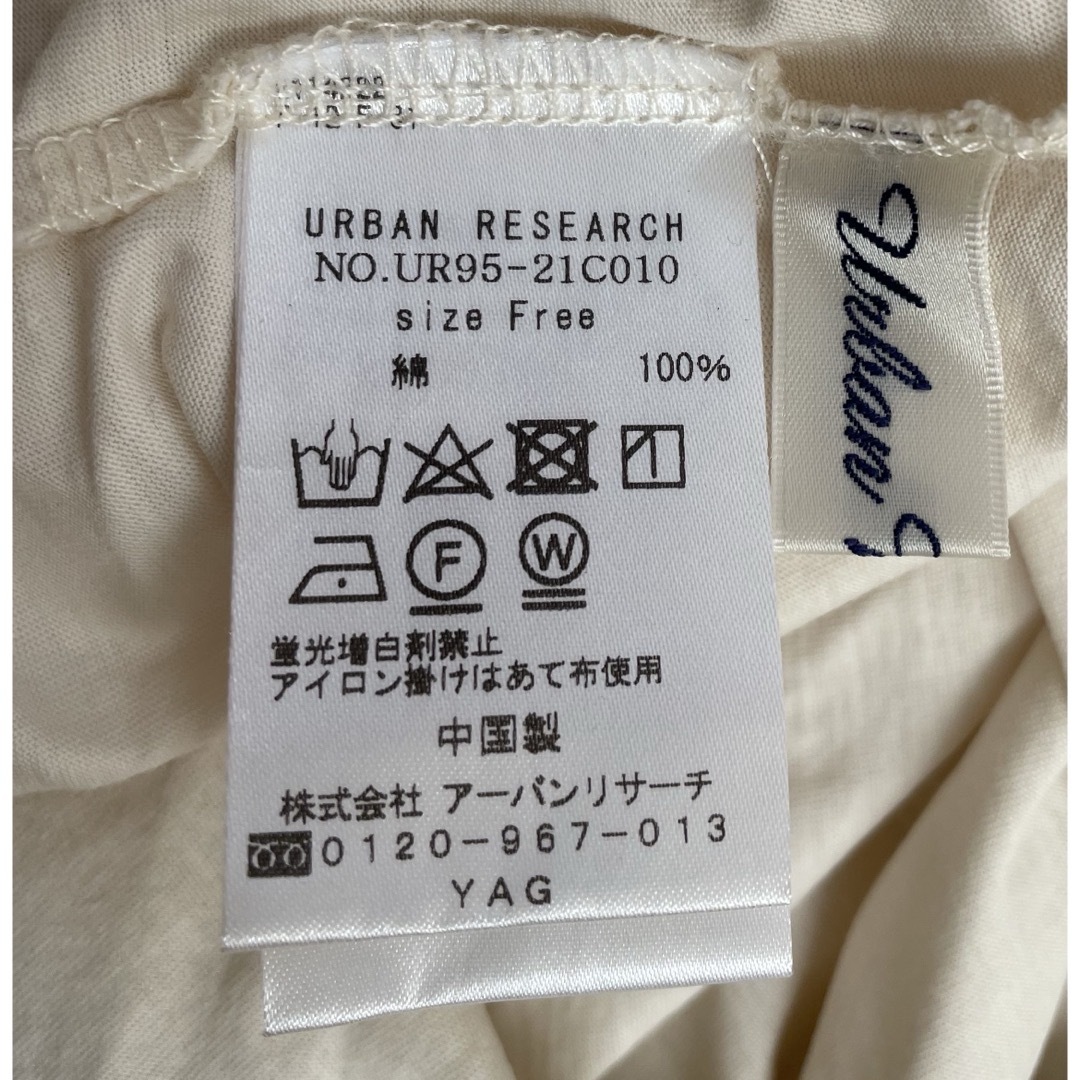 URBAN RESEARCH
NO.UR95-21C010
size Free
綿 100%
F W
蛍光増白剤禁止
アイロン掛けはあて布使用
中国製
株式会社 アーバンリサーチ
0120-967-013
YAG
Urban